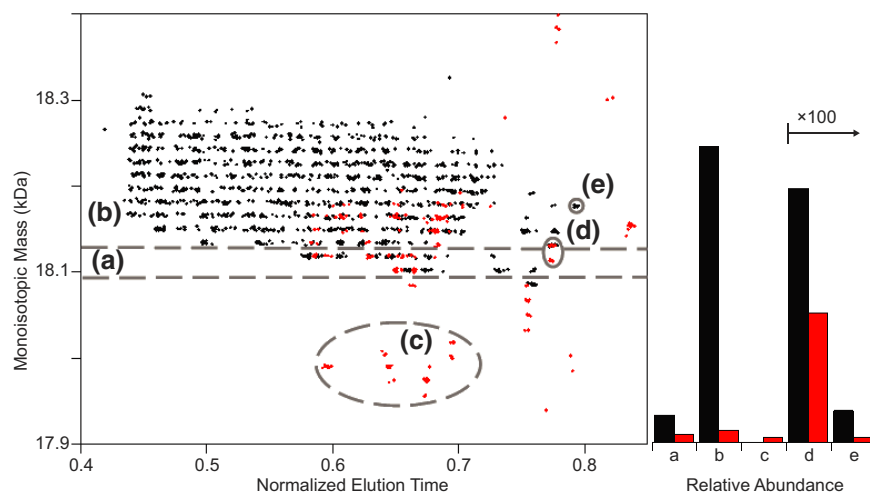 18.3
18.1
17.9
Monoisotopic Mass (kDa)
0.4 0.5 0.6 0.7 0.8
Normalized Elution Time
(b)
(a)
(c)
(e)
(d)
×100
a b c d e
Relative Abundance